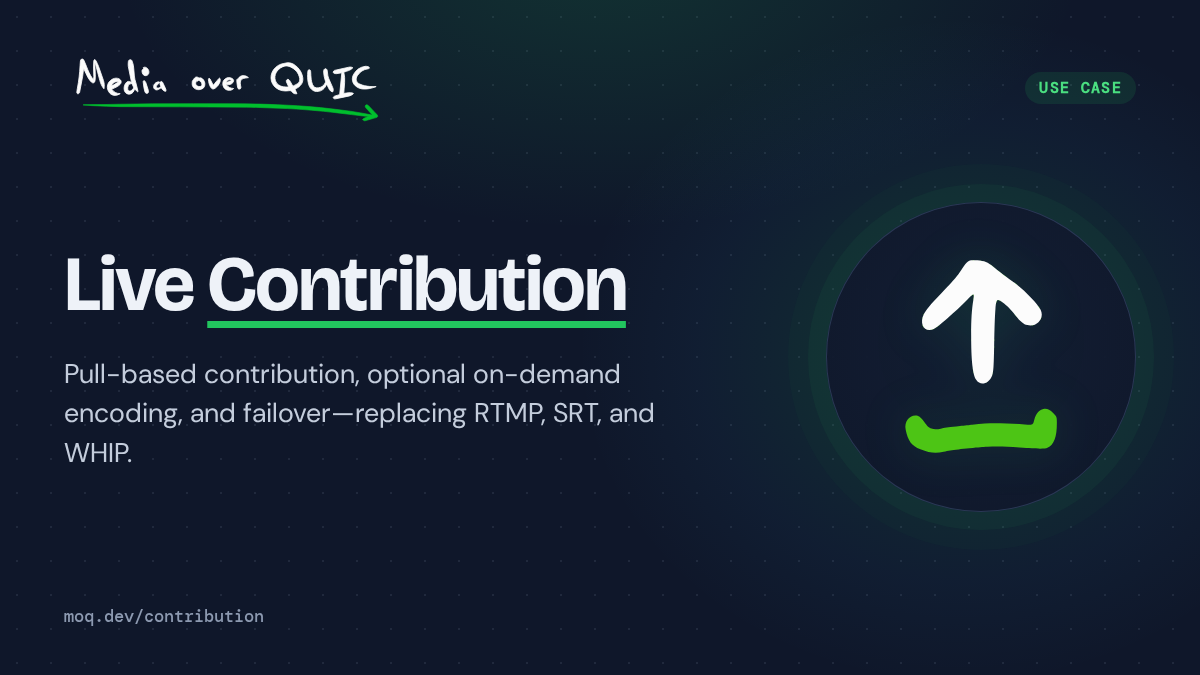 Media over QUIC
USE CASE
Live Contribution
Pull-based contribution, optional on-demand
encoding, and failover—replacing RTMP, SRT, and
WHIP.
moq.dev/contribution